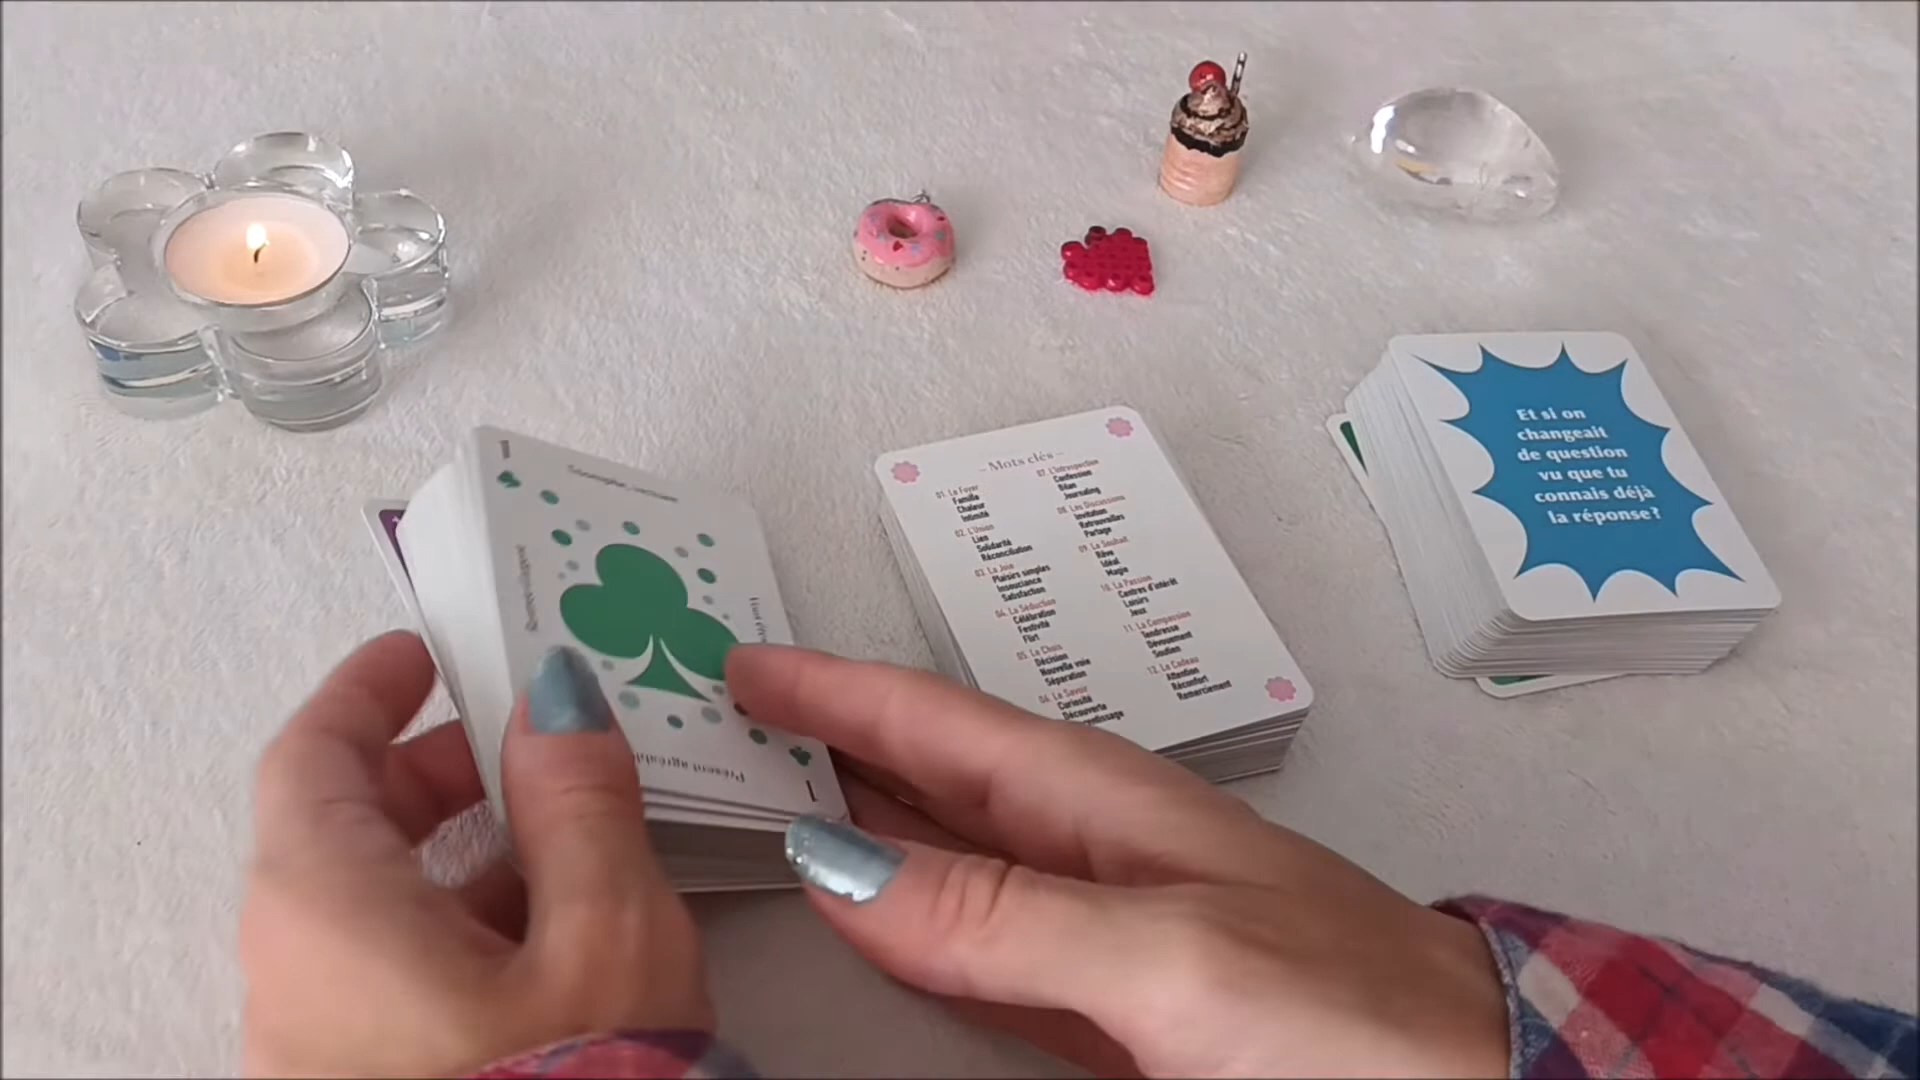 1
Présent agréable
1
– Mots clés –
01. Le Foyer
Famille
Chaleur
Intimité
02. L'Union
Lien
Solidarité
Réconciliation
03. La Joie
Plaisirs simples
Insouciance
Satisfaction
04. La Séduction
Célébration
Festivité
Flirt
05. Le Choix
Décision
Nouvelle voie
Séparation
06. Le Savoir
Curiosité
Découverte
07. L'Introspection
Confession
Bilan
Journaling
08. Les Discussions
Invitation
Retrouvailles
Partage
09. Le Souhait
Rêve
Idéal
Magie
10. La Passion
Centres d'intérêt
Loisirs
Jeux
11. La Compassion
Tendresse
Dévouement
Soutien
12. Le Cadeau
Attention
Réconfort
Remerciement
Et si on
changeait
de question
vu que tu
connais déjà
la réponse?